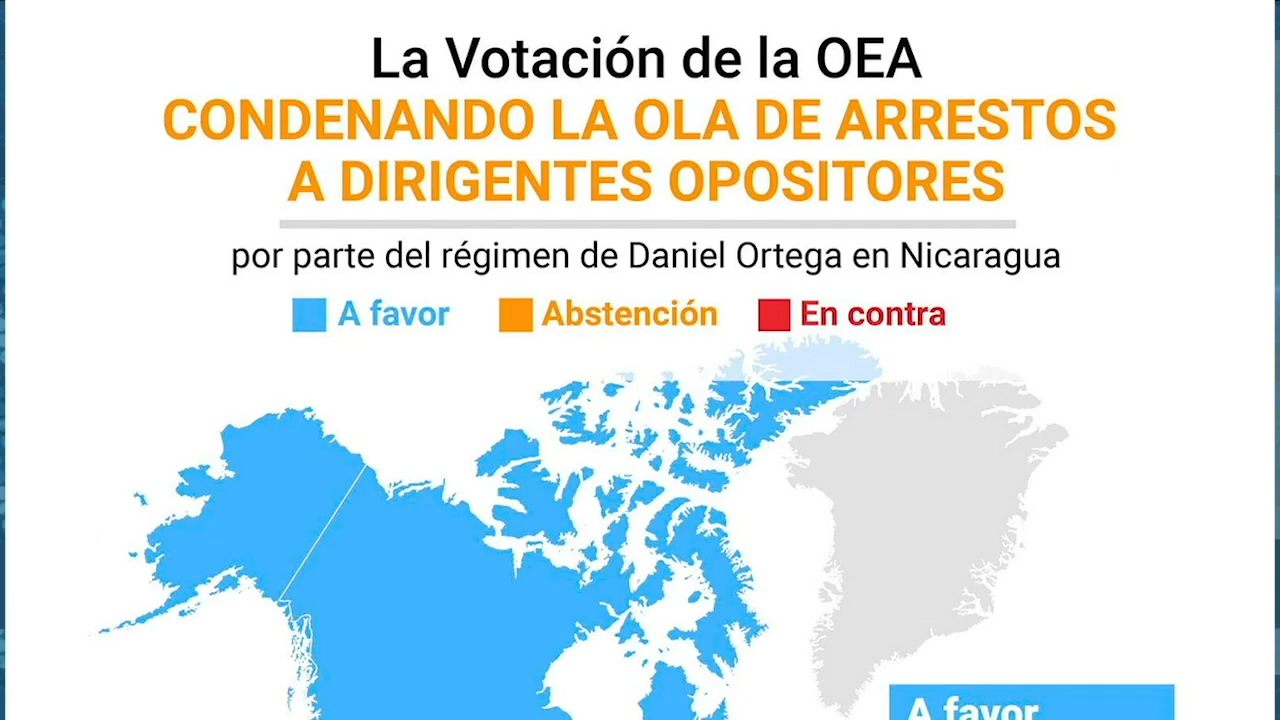 La Votación de la OEA
CONDENANDO LA OLA DE ARRESTOS
A DIRIGENTES OPOSITORES
por parte del régimen de Daniel Ortega en Nicaragua
A favor Abstención En contra
A favor